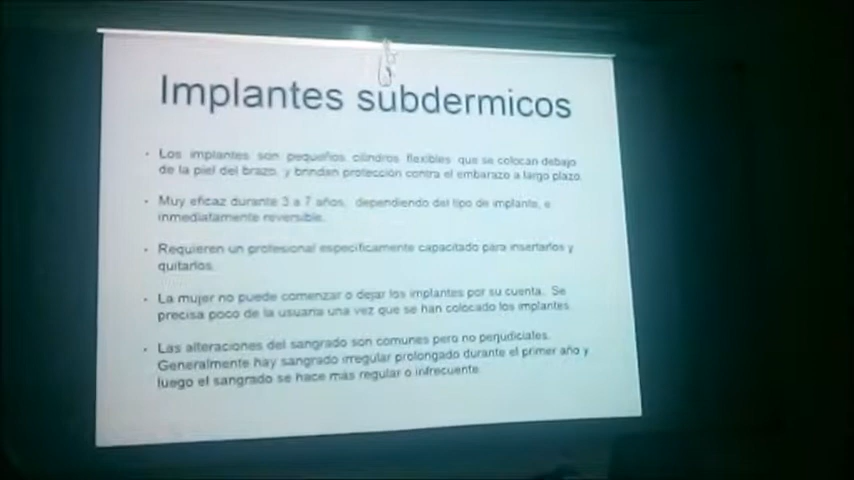 Implantes subdermicos
• Los implantes son pequeños cilindros flexibles que se colocan debajo
de la piel del brazo, y brindan protección contra el embarazo a largo plazo.
• Muy eficaz durante 3 a 7 años, dependiendo del tipo de implante, e
inmediatamente reversible.
• Requieren un profesional específicamente capacitado para insertarlos y
quitarlos.
• La mujer no puede comenzar o dejar los implantes por su cuenta. Se
precisa poco de la usuaria una vez que se han colocado los implantes.
• Las alteraciones del sangrado son comunes pero no perjudiciales.
Generalmente hay sangrado irregular prolongado durante el primer año y
luego el sangrado se hace más regular o infrecuente.